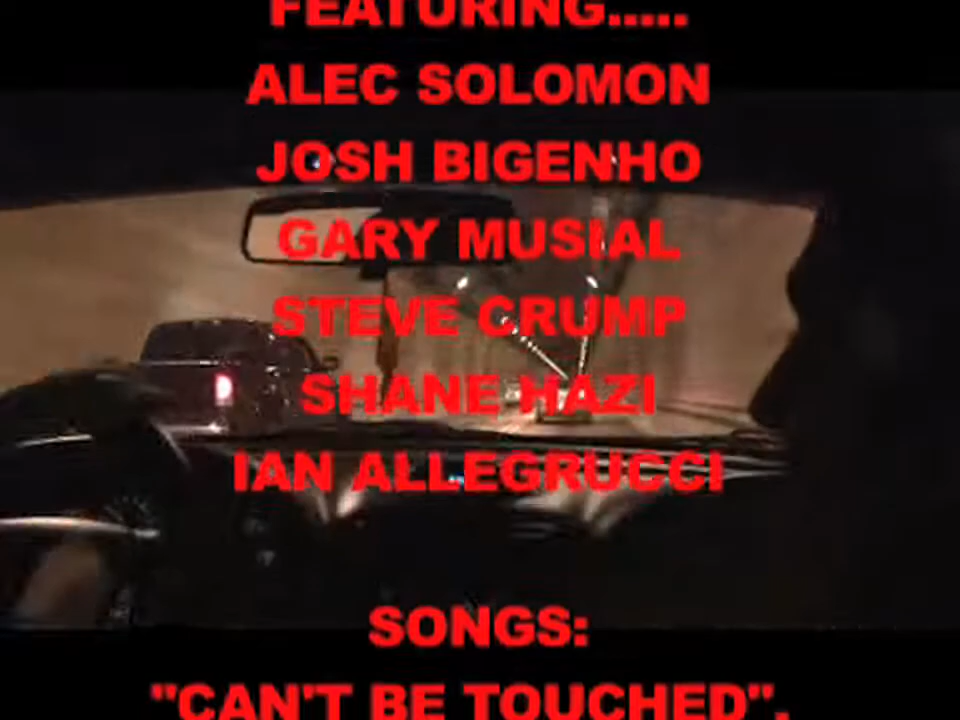 FEATURING.....
ALEC SOLOMON
JOSH BIGENHO
GARY MUSIAL
STEVE CRUMP
SHANE HAZI
IAN ALLEGRUCCI
SONGS:
"CAN'T BE TOUCHED",